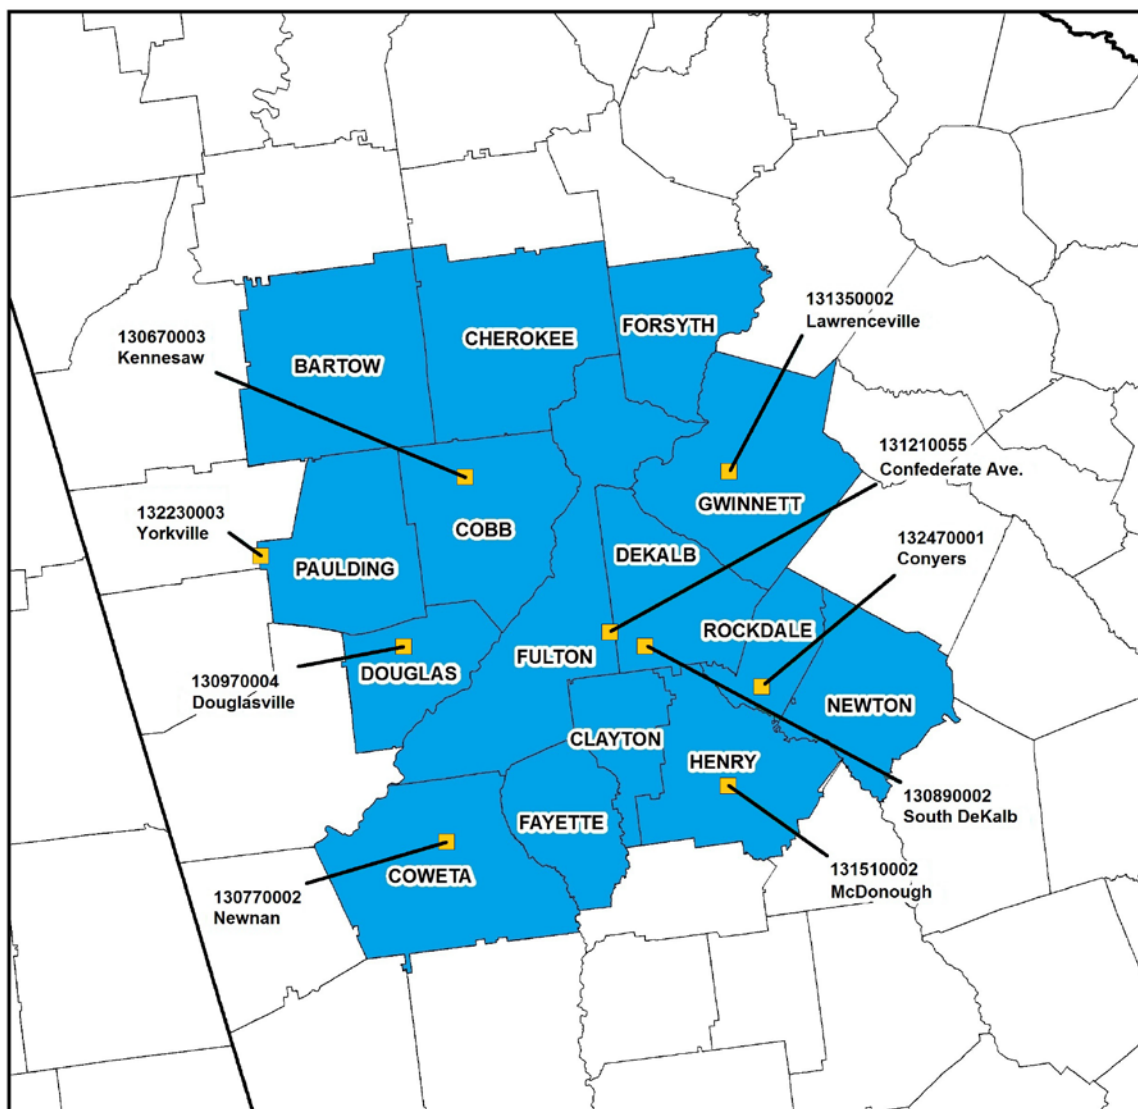 131350002
Lawrenceville
130670003
Kennesaw
FORSYTH
CHEROKEE
BARTOW
131210055
Confederate Ave.
GWINNETT
132230003
Yorkville
COBB
132470001
Conyers
DEKALB
PAULDING
ROCKDALE
FULTON
DOUGLAS
130970004
Douglasville
NEWTON
CLAYTON
HENRY
130890002
South DeKalb
FAYETTE
COWETA
131510002
McDonough
130770002
Newnan